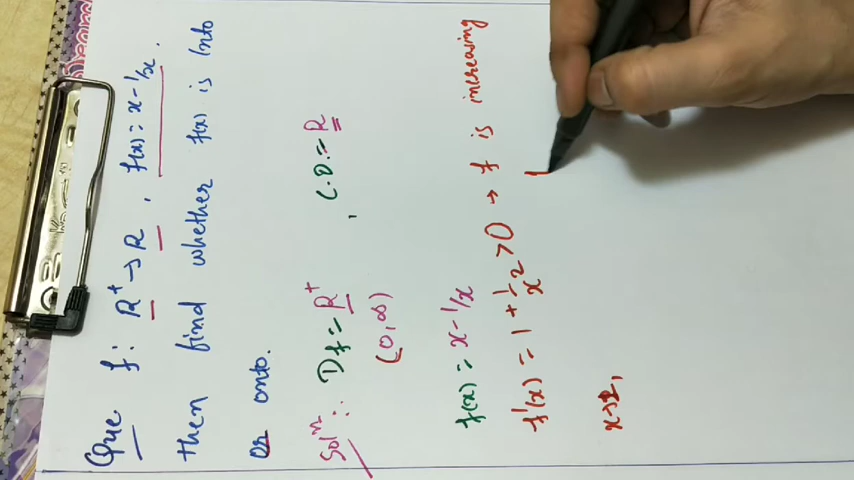 Que f: R⁺→R, f(x): x-1/x.
then find whether f(x) is Into
or onto.
Solⁿ: Df = R⁺, C.D. = R
(0, ∞)
f(x) = x-1/x
f'(x) = 1 + 1/x² > 0 → f is increasing